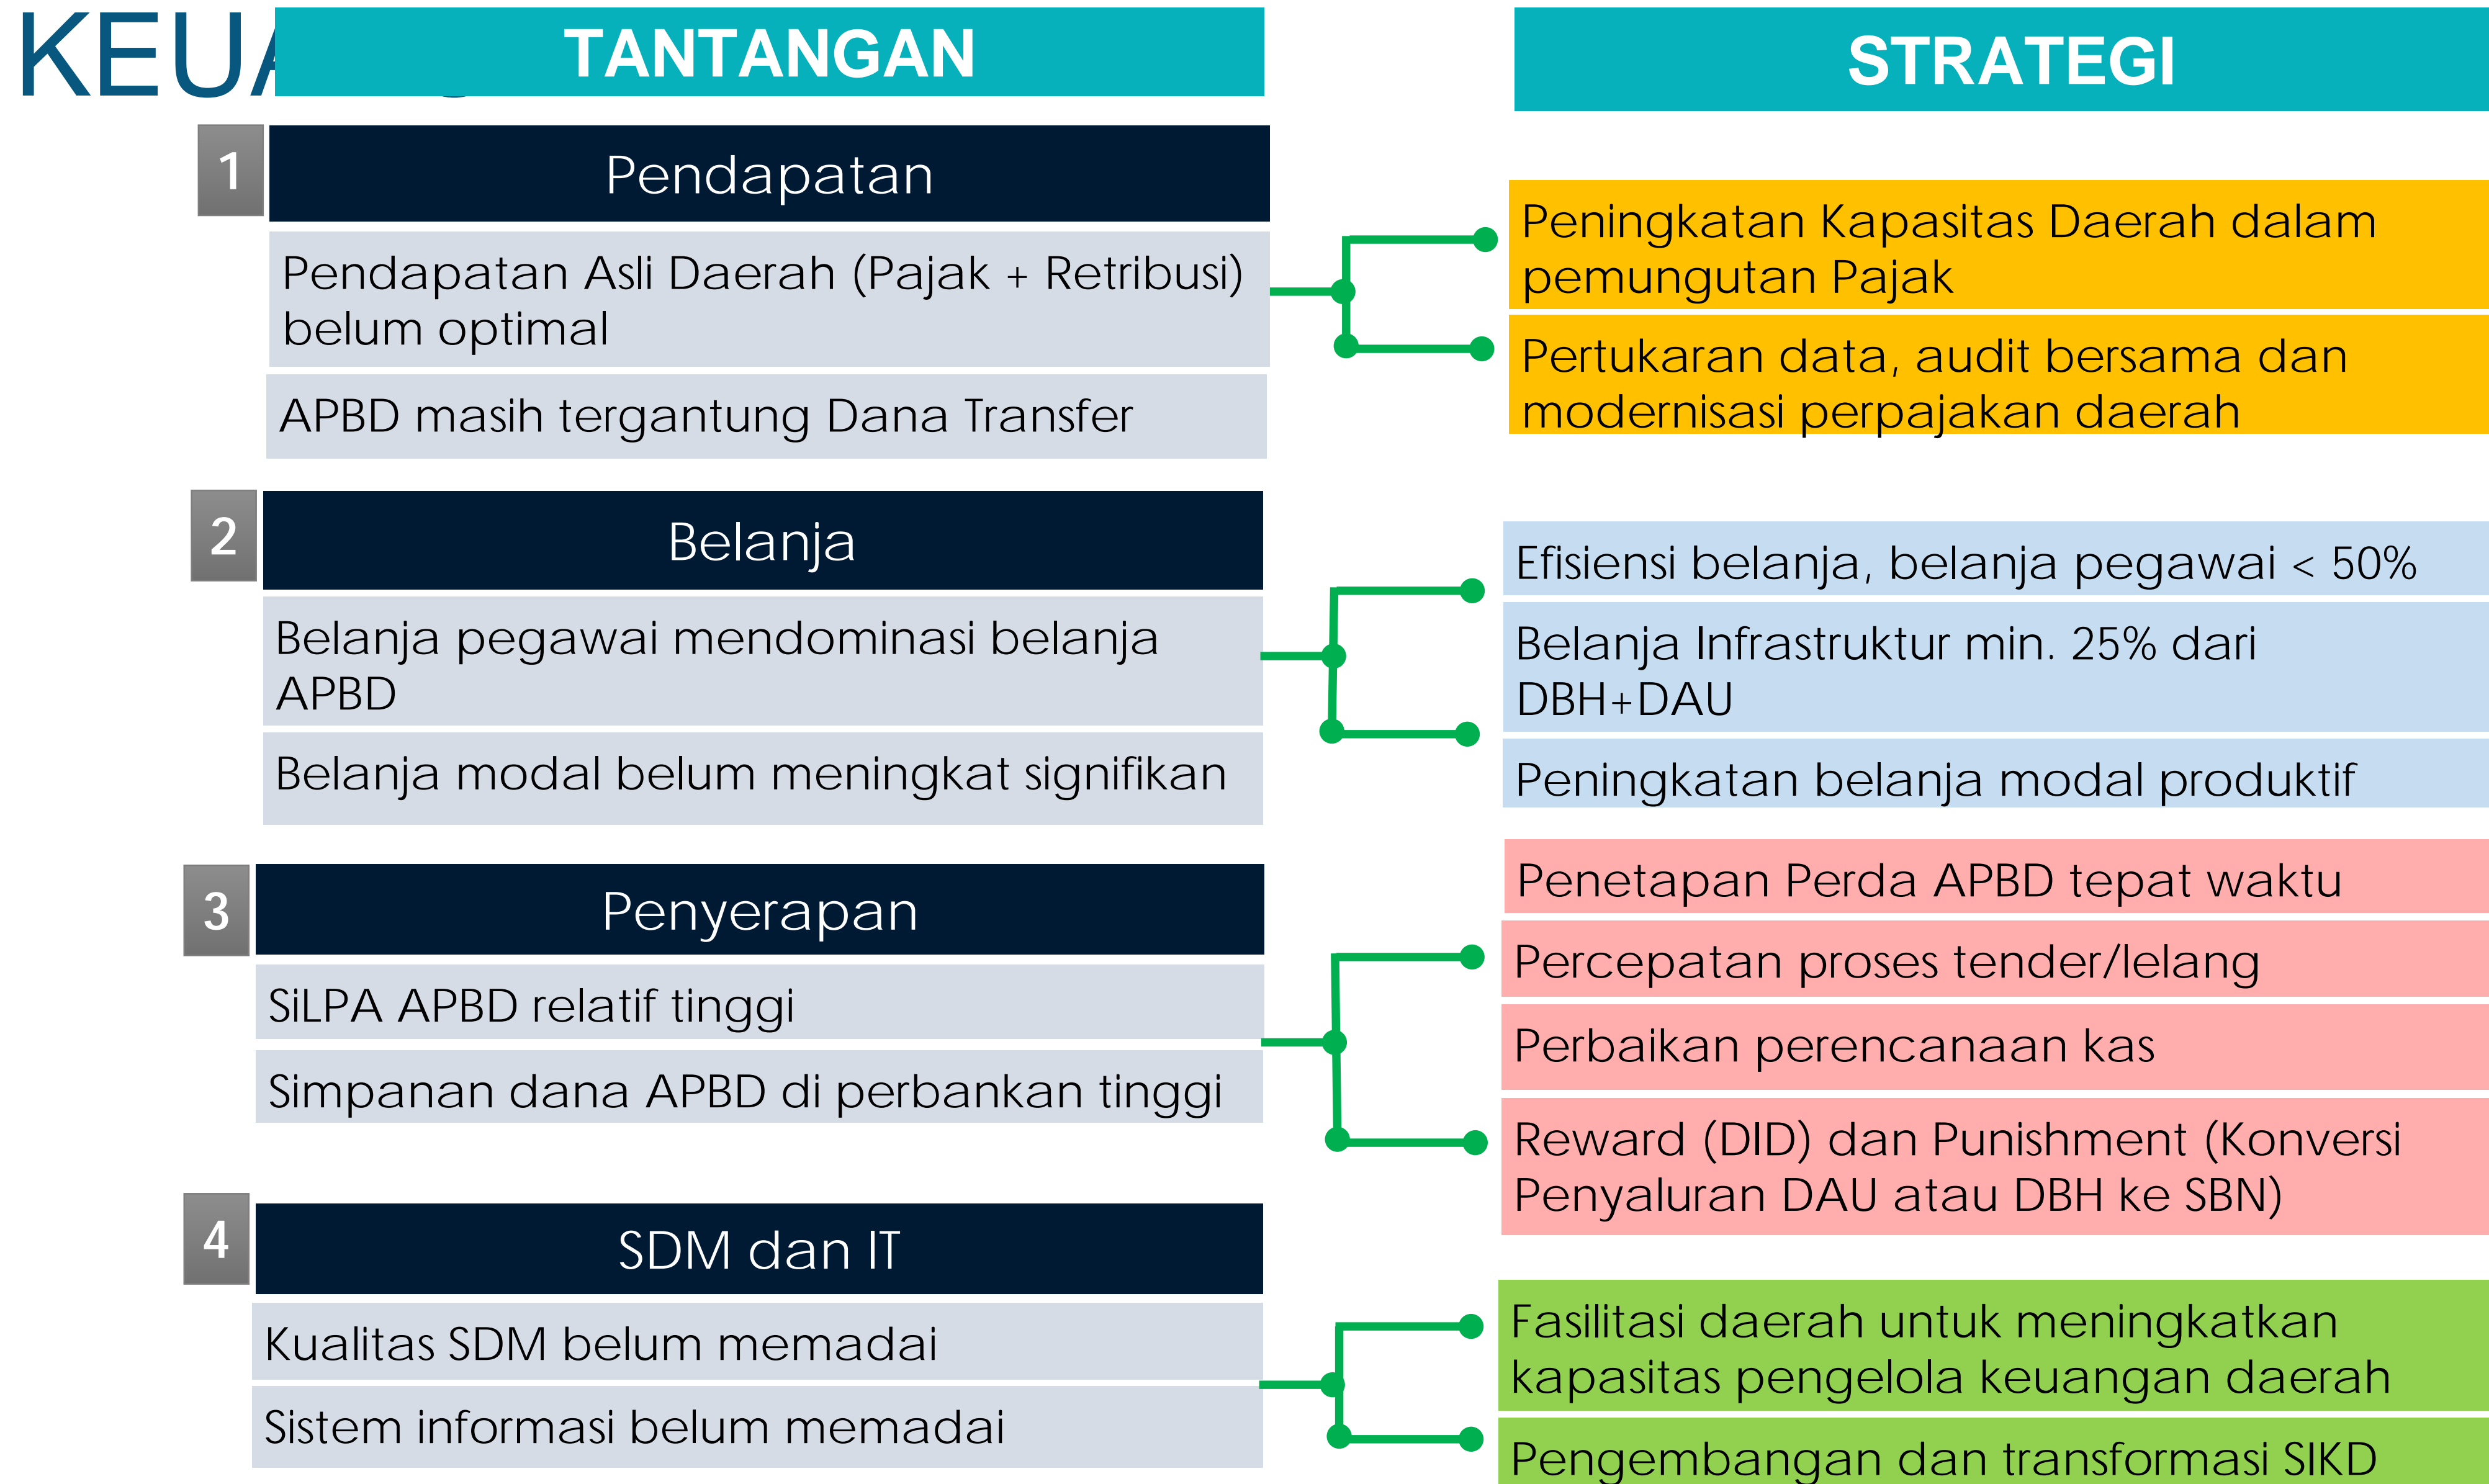 TANTANGAN
STRATEGI
1
Pendapatan
Pendapatan Asli Daerah (Pajak + Retribusi)
belum optimal
APBD masih tergantung Dana Transfer
Peningkatan Kapasitas Daerah dalam
pemungutan Pajak
Pertukaran data, audit bersama dan
modernisasi perpajakan daerah
2
Belanja
Belanja pegawai mendominasi belanja
APBD
Belanja modal belum meningkat signifikan
Efisiensi belanja, belanja pegawai < 50%
Belanja Infrastruktur min. 25% dari
DBH+DAU
Peningkatan belanja modal produktif
3
Penyerapan
SiLPA APBD relatif tinggi
Simpanan dana APBD di perbankan tinggi
Penetapan Perda APBD tepat waktu
Percepatan proses tender/lelang
Perbaikan perencanaan kas
Reward (DID) dan Punishment (Konversi
Penyaluran DAU atau DBH ke SBN)
4
SDM dan IT
Kualitas SDM belum memadai
Sistem informasi belum memadai
Fasilitasi daerah untuk meningkatkan
kapasitas pengelola keuangan daerah
Pengembangan dan transformasi SIKD